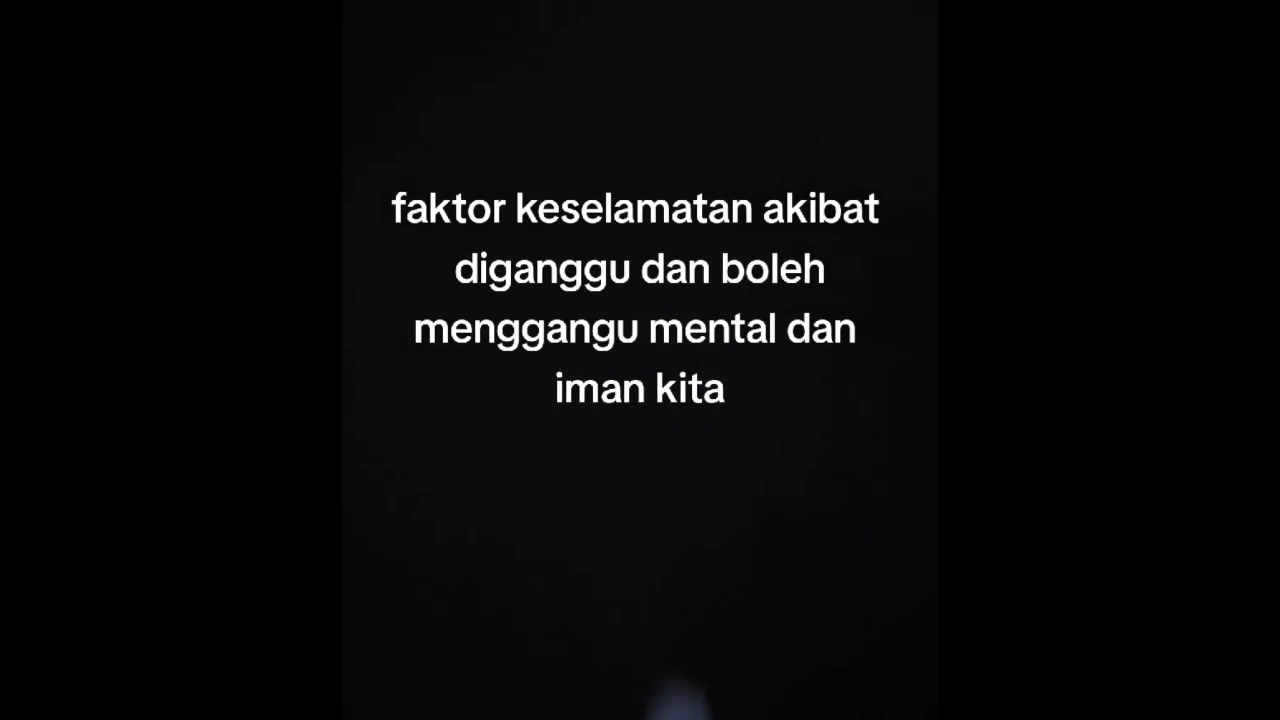 faktor keselamatan akibat
diganggu dan boleh
menggangu mental dan
iman kita